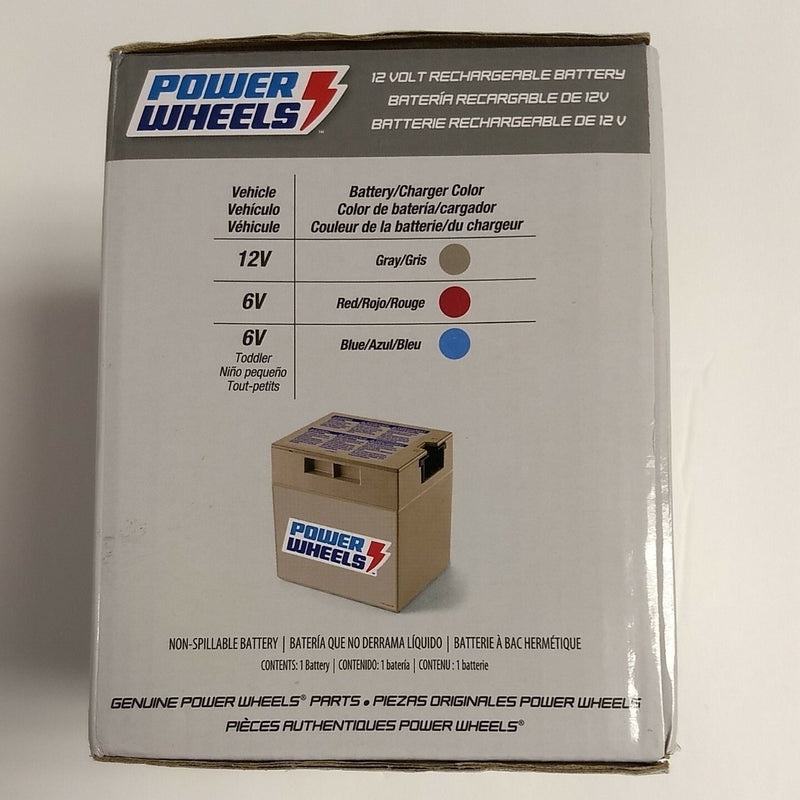 POWER WHEELS™
12 VOLT RECHARGEABLE BATTERY
BATERÍA RECARGABLE DE 12V
BATTERIE RECHARGEABLE DE 12 V
Vehicle Battery/Charger Color
Vehículo Color de batería/cargador
Véhicule Couleur de la batterie/du chargeur
12V Gray/Gris
6V Red/Rojo/Rouge
6V Blue/Azul/Bleu
Toddler
Niño pequeño
Tout-petits
POWER
WHEELS
NON-SPILLABLE BATTERY | BATERÍA QUE NO DERRAMA LÍQUIDO | BATTERIE À BAC HERMÉTIQUE
CONTENTS: 1 Battery | CONTENIDO: 1 batería | CONTENU : 1 batterie
GENUINE POWER WHEELS® PARTS • PIEZAS ORIGINALES POWER WHEELS
PIÈCES AUTHENTIQUES POWER WHEELS®